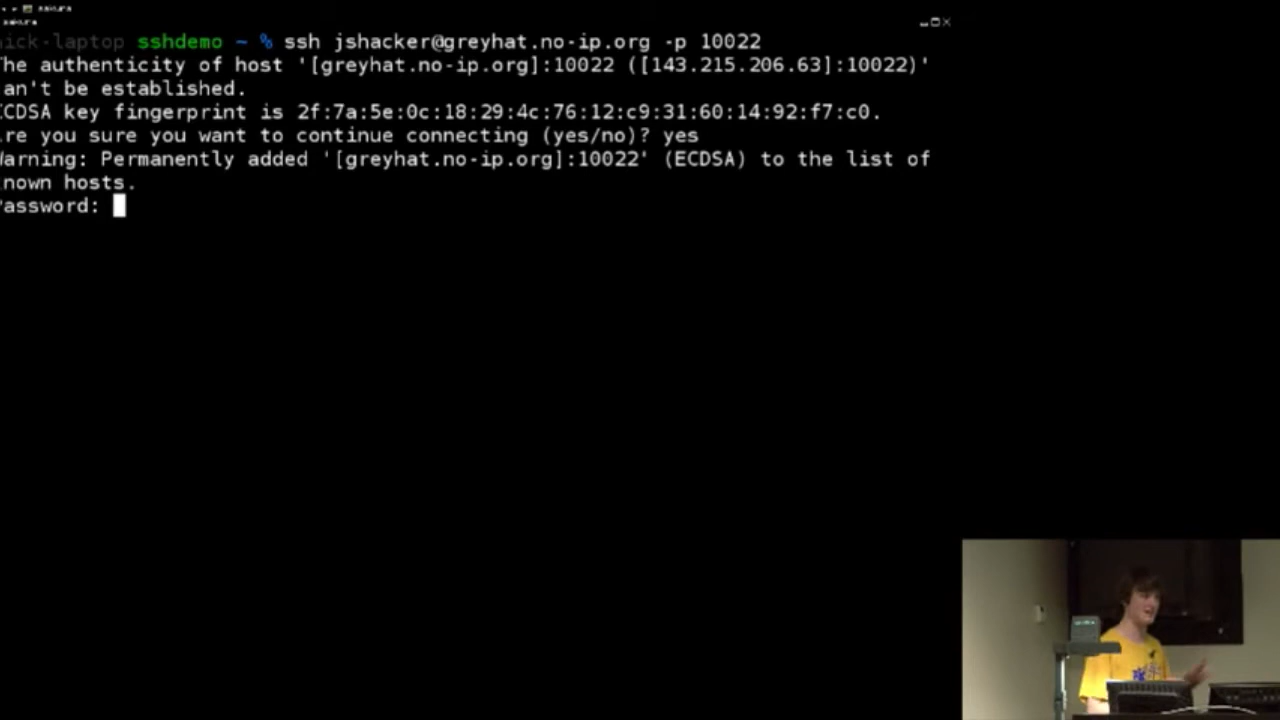 sakura
sakura
ick-laptop sshdemo ~ % ssh jshacker@greyhat.no-ip.org -p 10022
he authenticity of host '[greyhat.no-ip.org]:10022 ([143.215.206.63]:10022)'
an't be established.
CDSA key fingerprint is 2f:7a:5e:0c:18:29:4c:76:12:c9:31:60:14:92:f7:c0.
re you sure you want to continue connecting (yes/no)? yes
arning: Permanently added '[greyhat.no-ip.org]:10022' (ECDSA) to the list of
nown hosts.
assword: